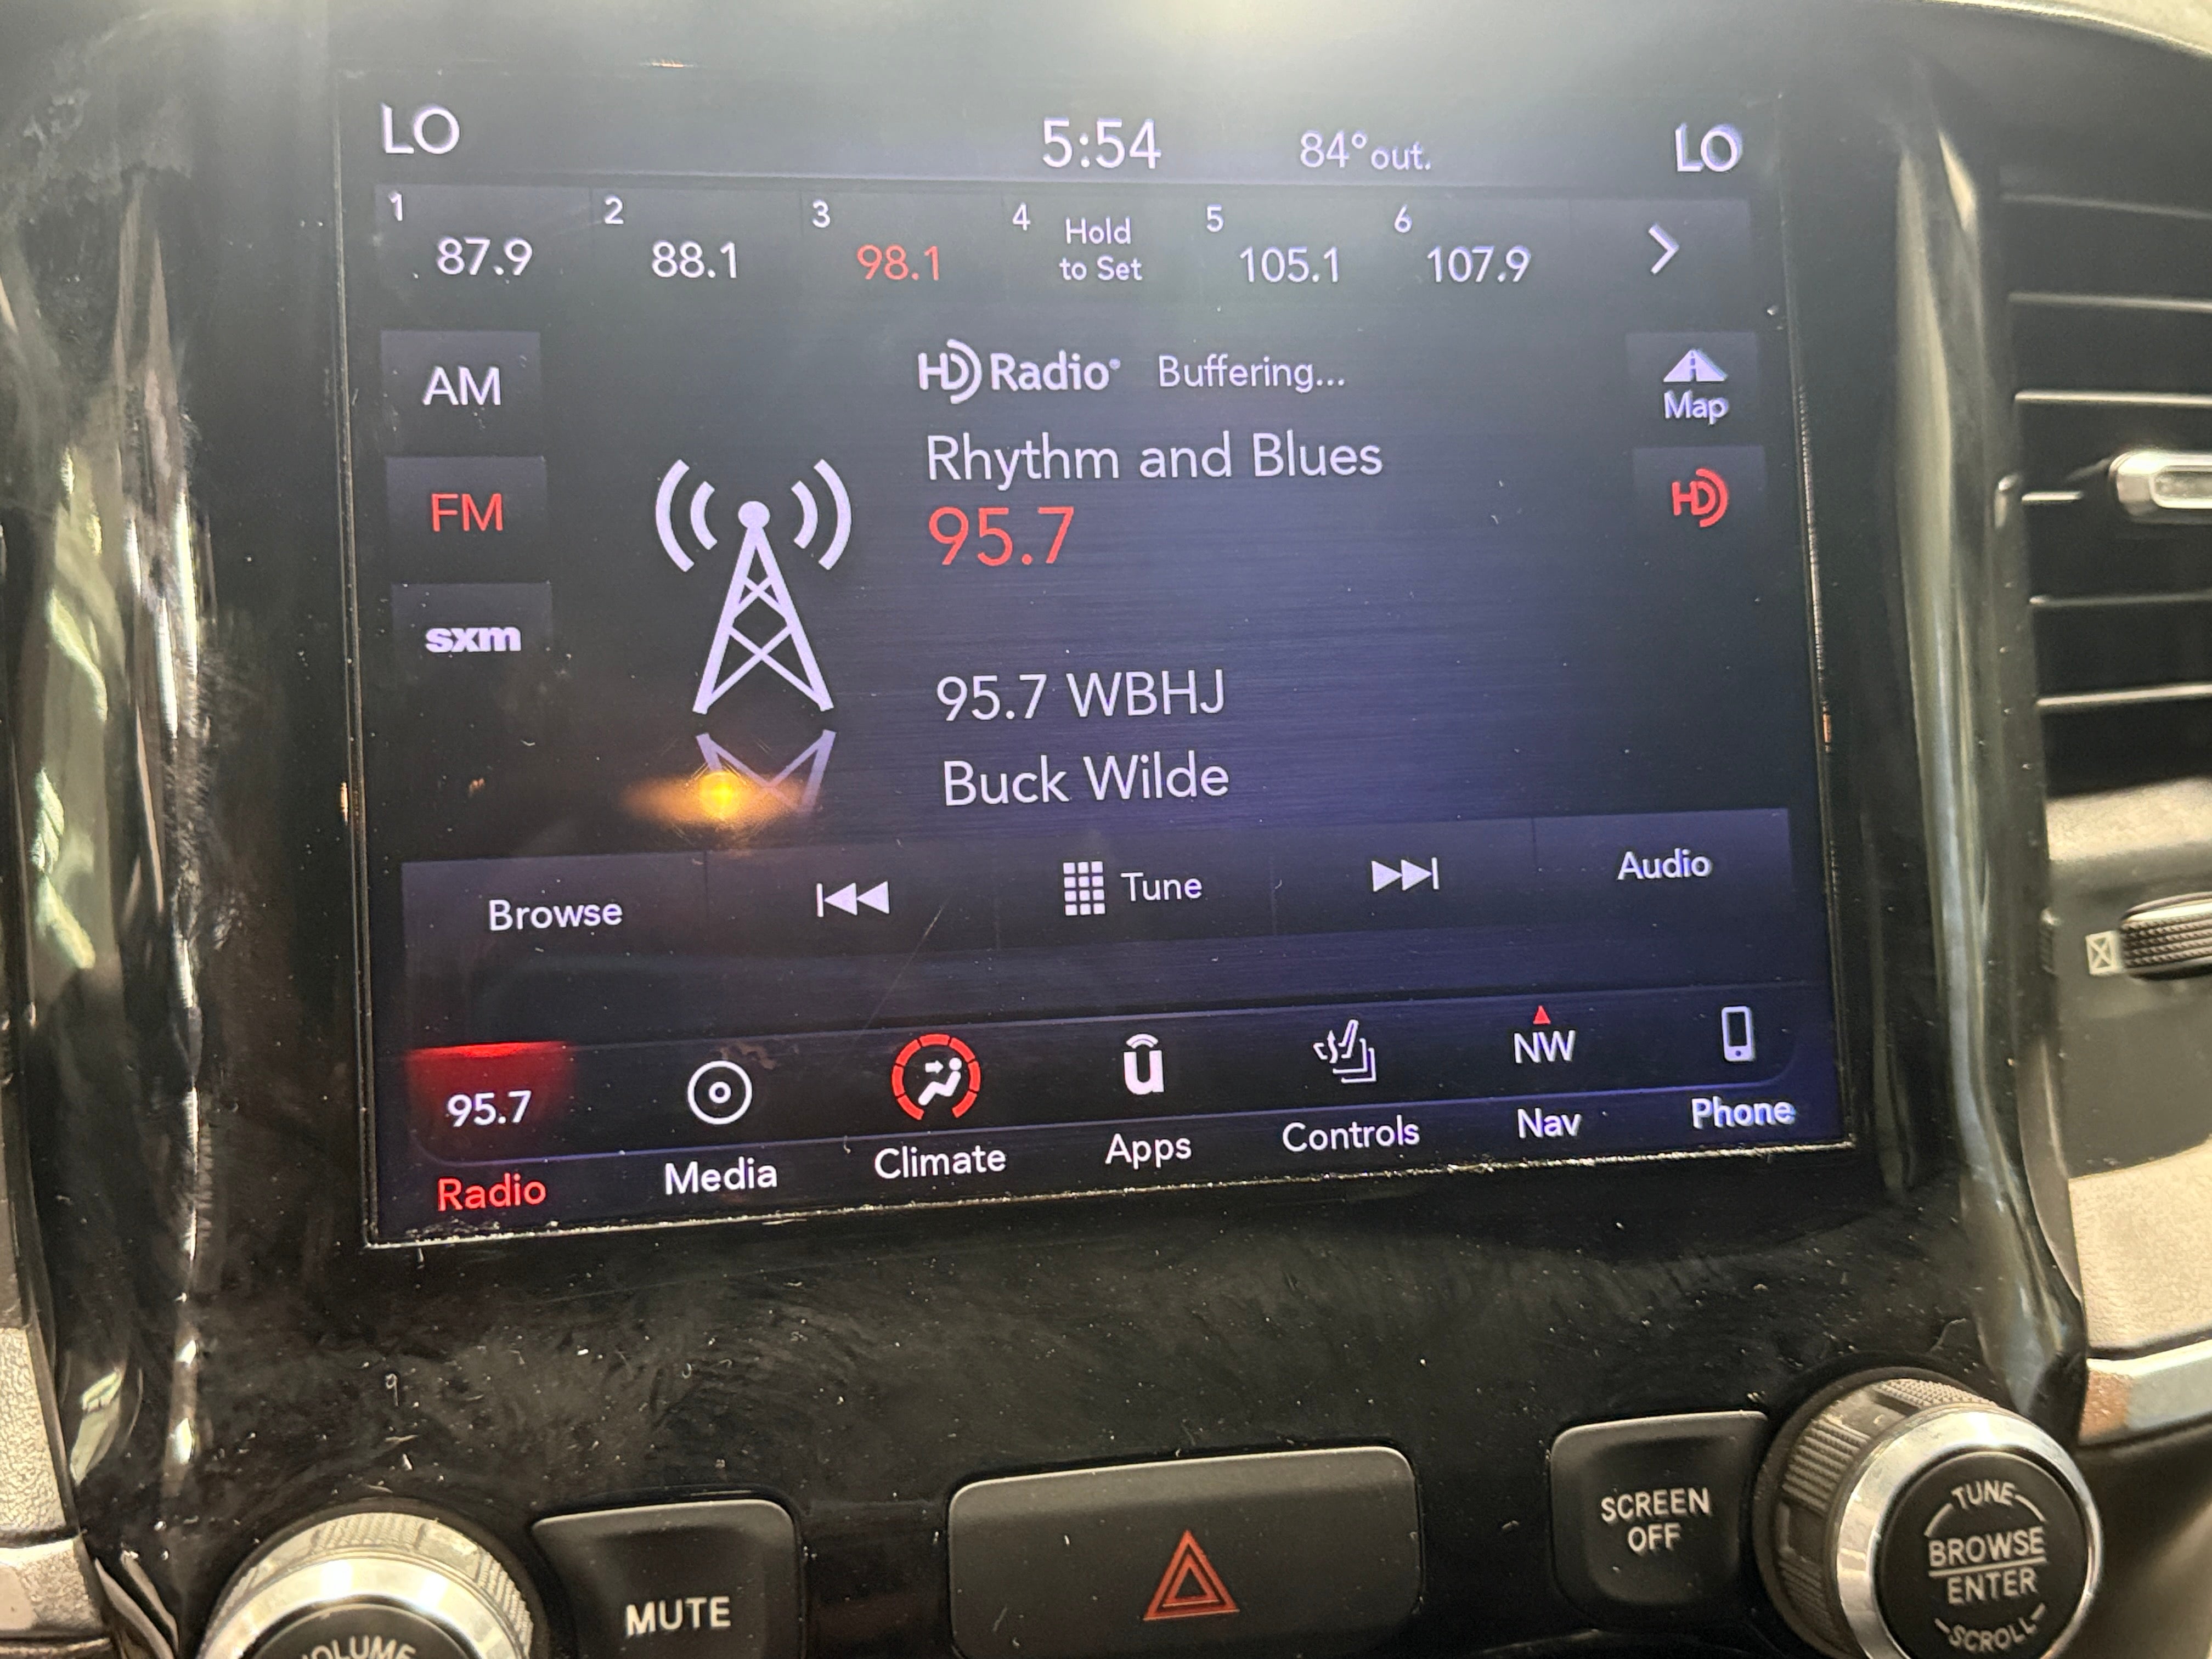 LO 5:54 84° out. LO
1 2 3 4 5 6
87.9 88.1 98.1 Hold to Set 105.1 107.9
AM
HD Radio® Buffering...
Map
Rhythm and Blues
FM
95.7
HD
sxm
95.7 WBHJ
Buck Wilde
Browse Tune Audio
95.7 u NW
Radio Media Climate Apps Controls Nav Phone
VOLUME
MUTE
SCREEN
OFF
TUNE
BROWSE
ENTER
SCROLL